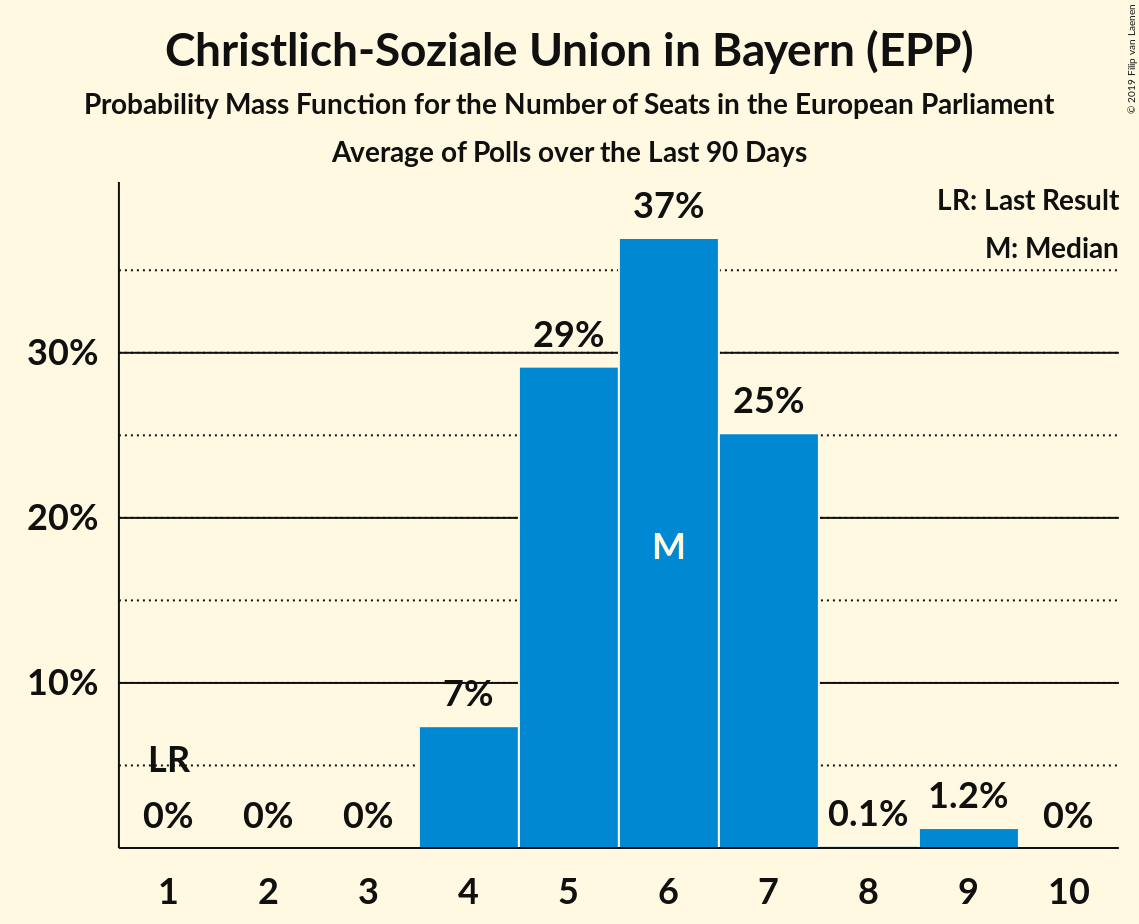 Christlich-Soziale Union in Bayern (EPP)
Probability Mass Function for the Number of Seats in the European Parliament
Average of Polls over the Last 90 Days
© 2019 Filip van Laenen
LR: Last Result
M: Median
37%
29%
25%
7%
1.2%
0.1%
0%
0%
0%
0%
LR
M
30%
20%
10%
1 2 3 4 5 6 7 8 9 10